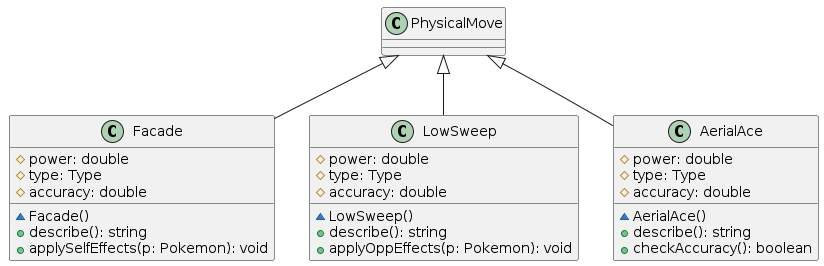 C PhysicalMove
C Facade
power: double
type: Type
accuracy: double
Facade()
describe(): string
applySelfEffects(p: Pokemon): void
C LowSweep
power: double
type: Type
accuracy: double
LowSweep()
describe(): string
applyOppEffects(p: Pokemon): void
C AerialAce
power: double
type: Type
accuracy: double
AerialAce()
describe(): string
checkAccuracy(): boolean